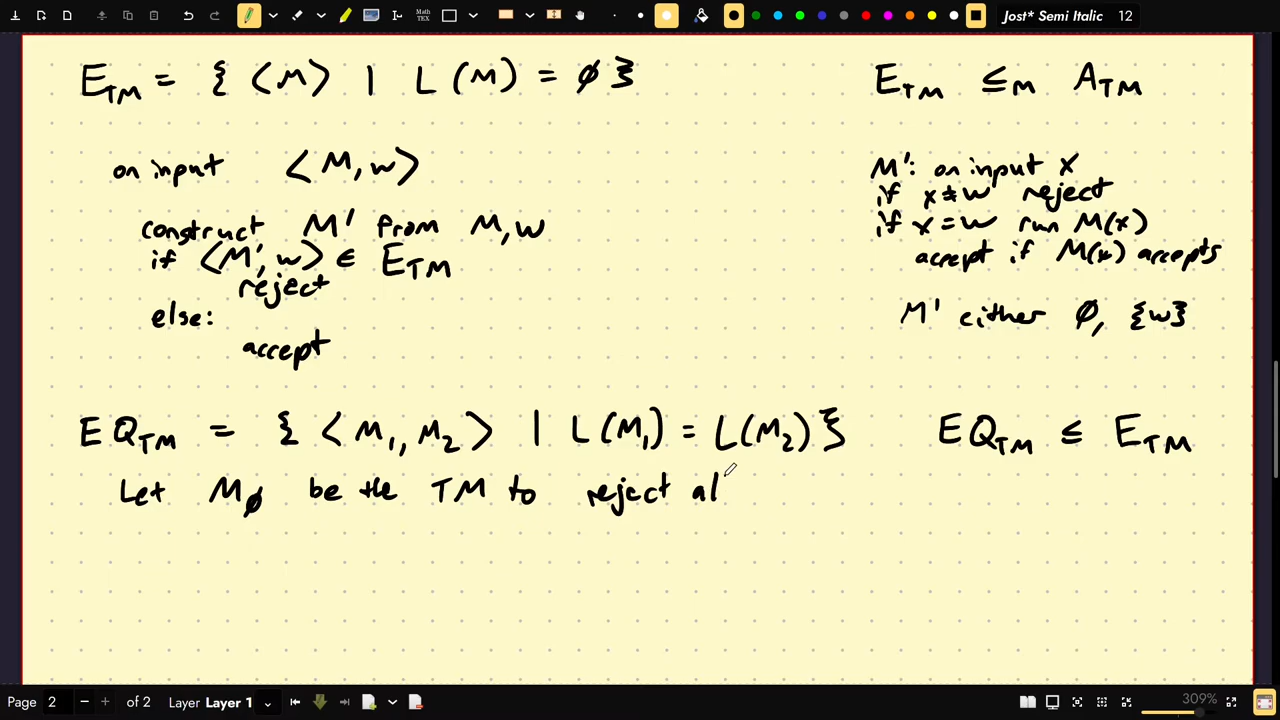 Math TEX Jost* Semi Italic 12
E_TM = { <M> | L(M) = ∅ }
E_TM ≤_M A_TM
on input <M, w>
construct M' from M, w
if <M', w> ∈ E_TM
reject
else:
accept
M': on input x
if x≠w reject
if x=w run M(x)
accept if M(x) accepts
M' either ∅, {w}
EQ_TM = { <M_1, M_2> | L(M_1) = L(M_2) }
EQ_TM ≤ E_TM
Let M_∅ be the TM to reject al
Page 2 of 2 Layer Layer 1 309%